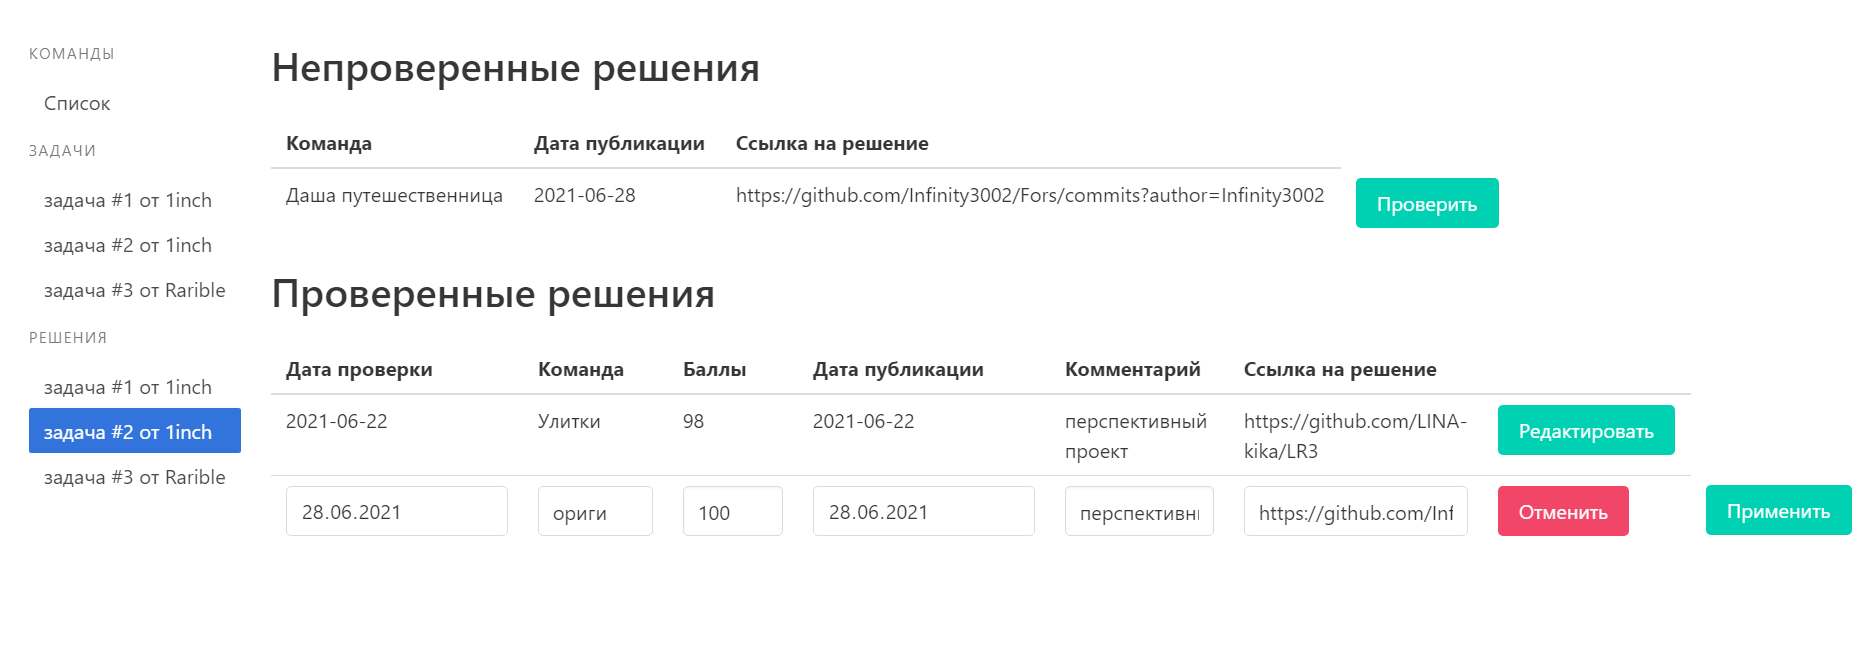 КОМАНДЫ
Список
ЗАДАЧИ
задача #1 от 1inch
задача #2 от 1inch
задача #3 от Rarible
РЕШЕНИЯ
задача #1 от 1inch
задача #2 от 1inch
задача #3 от Rarible
Непроверенные решения
Команда Дата публикации Ссылка на решение
Даша путешественница 2021-06-28 https://github.com/Infinity3002/Fors/commits?author=Infinity3002 Проверить
Проверенные решения
Дата проверки Команда Баллы Дата публикации Комментарий Ссылка на решение
2021-06-22 Улитки 98 2021-06-22 перспективный https://github.com/LINA- Редактировать
проект kika/LR3
28.06.2021 ориги 100 28.06.2021 перспективн https://github.com/Inf Отменить Применить